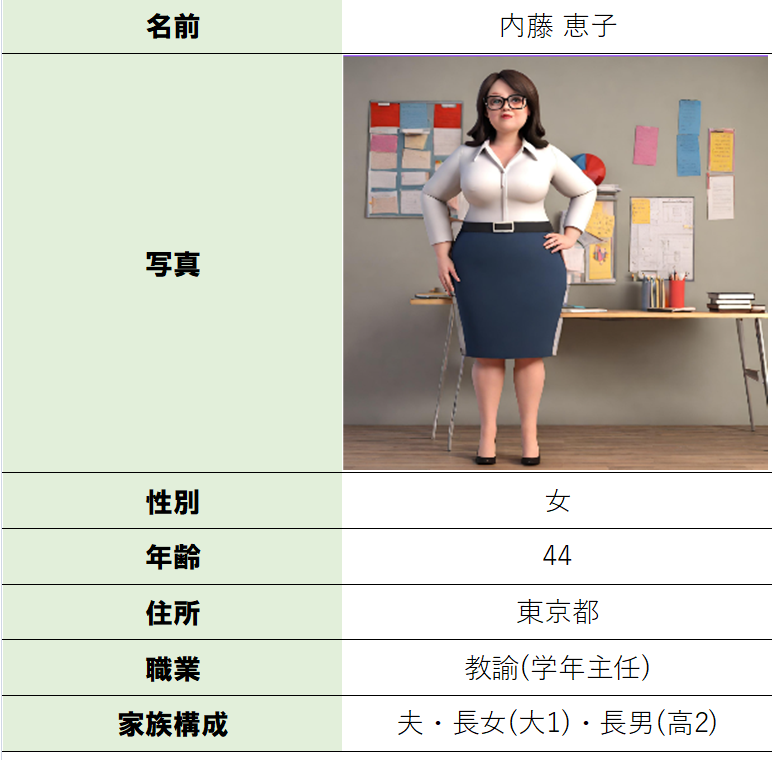 名前 内藤 恵子
写真
性別 女
年齢 44
住所 東京都
職業 教諭(学年主任)
家族構成 夫・長女(大1)・長男(高2)